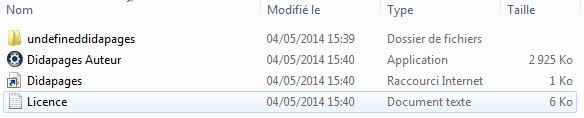 Nom Modifié le Type Taille
undefineddidapages 04/05/2014 15:39 Dossier de fichiers
Didapages Auteur 04/05/2014 15:40 Application 2 925 Ko
Didapages 04/05/2014 15:40 Raccourci Internet 1 Ko
Licence 04/05/2014 15:40 Document texte 6 Ko